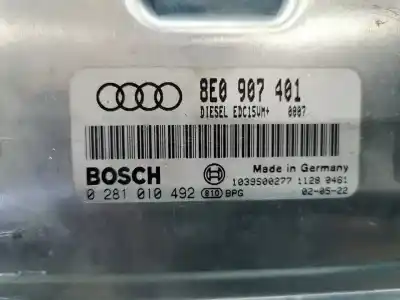 8E0 907 401
DIESEL EDC15VM+ 0007
BOSCH
Made in Germany
1039S00277 1128 0461
0 281 010 492 810 BPG 02-05-22